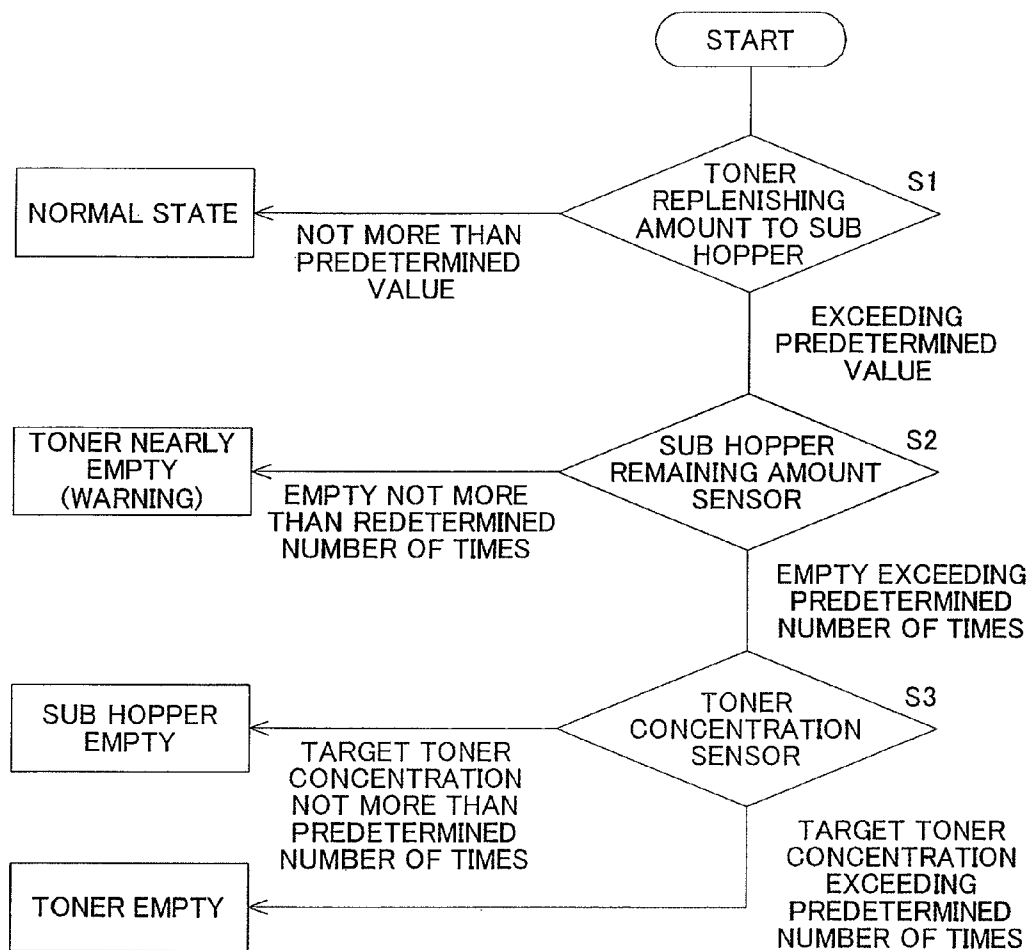 START
TONER
REPLENISHING
AMOUNT TO SUB
HOPPER
S1
NORMAL STATE
NOT MORE THAN
PREDETERMINED
VALUE
EXCEEDING
PREDETERMINED
VALUE
SUB HOPPER
REMAINING AMOUNT
SENSOR
S2
TONER NEARLY
EMPTY
(WARNING)
EMPTY NOT MORE
THAN REDETERMINED
NUMBER OF TIMES
EMPTY EXCEEDING
PREDETERMINED
NUMBER OF TIMES
TONER
CONCENTRATION
SENSOR
S3
SUB HOPPER
EMPTY
TARGET TONER
CONCENTRATION
NOT MORE THAN
PREDETERMINED
NUMBER OF TIMES
TARGET TONER
CONCENTRATION
EXCEEDING
PREDETERMINED
NUMBER OF TIMES
TONER EMPTY